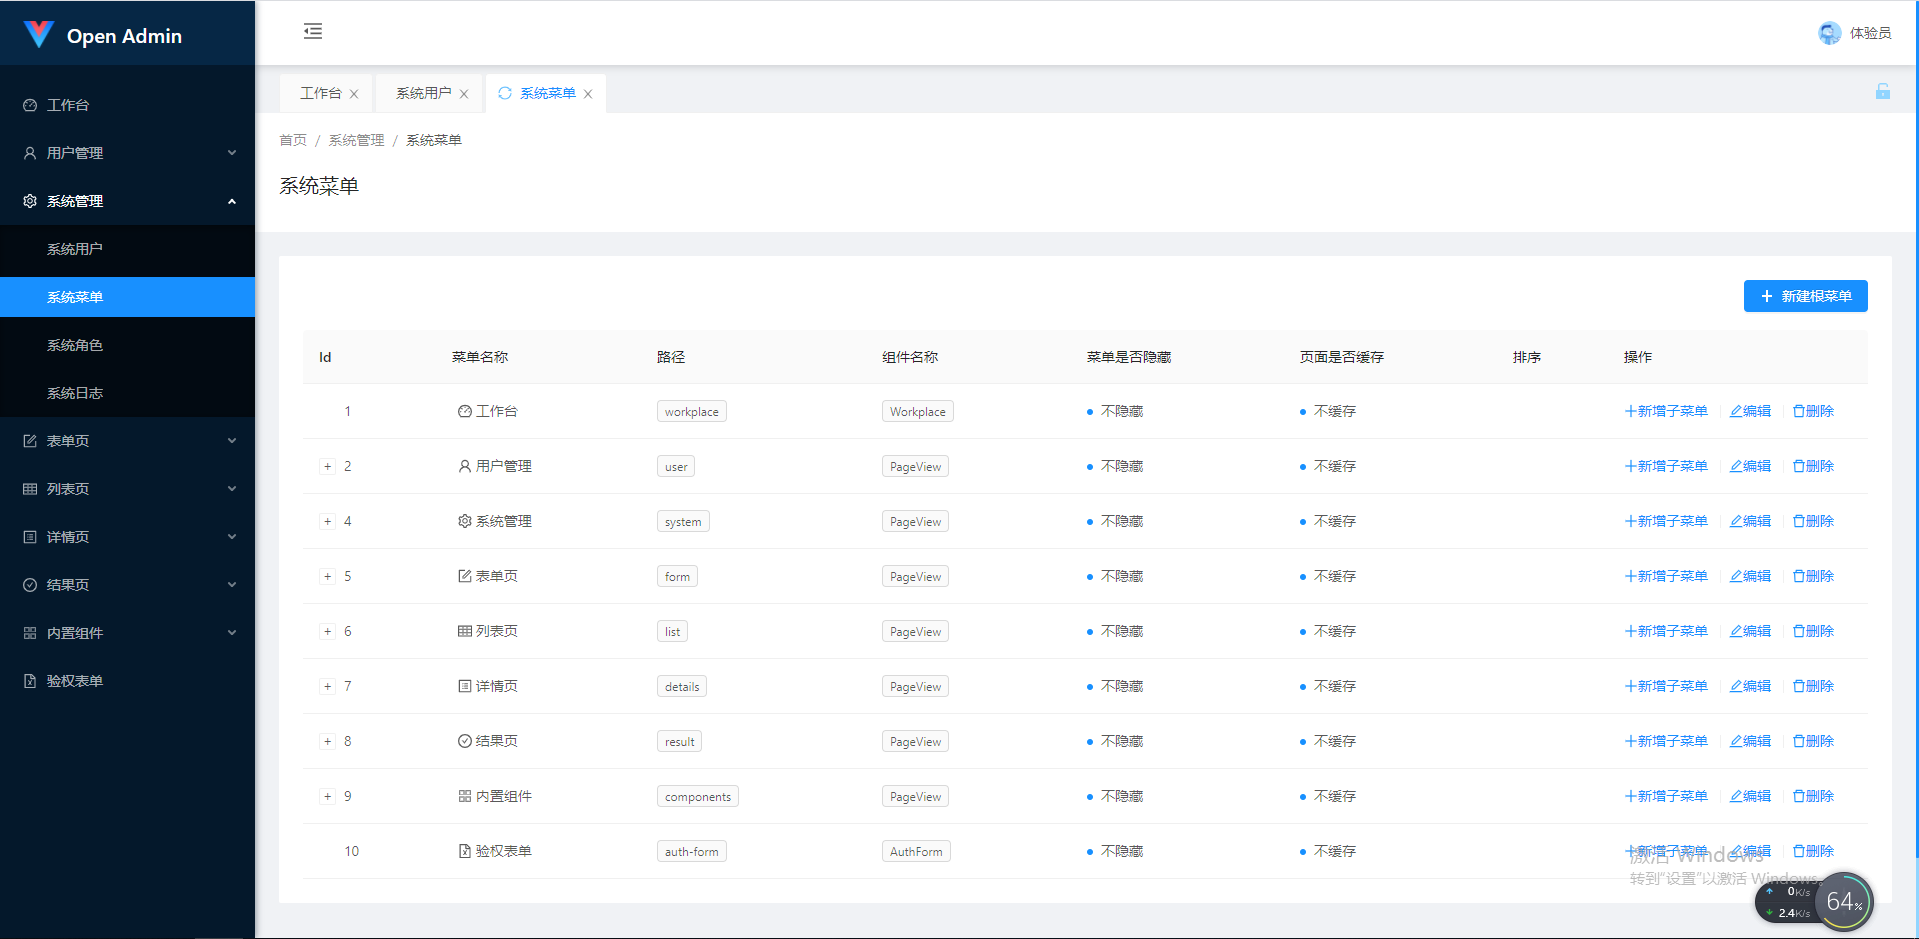 Open Admin
体验员
工作台
用户管理
系统管理
系统用户
系统菜单
系统角色
系统日志
表单页
列表页
详情页
结果页
内置组件
验权表单
工作台 系统用户 系统菜单
首页 / 系统管理 / 系统菜单
系统菜单
新建根菜单
Id 菜单名称 路径 组件名称 菜单是否隐藏 页面是否缓存 排序 操作
1 工作台 workplace Workplace 不隐藏 不缓存 新增子菜单 编辑 删除
+ 2 用户管理 user PageView 不隐藏 不缓存 新增子菜单 编辑 删除
+ 4 系统管理 system PageView 不隐藏 不缓存 新增子菜单 编辑 删除
+ 5 表单页 form PageView 不隐藏 不缓存 新增子菜单 编辑 删除
+ 6 列表页 list PageView 不隐藏 不缓存 新增子菜单 编辑 删除
+ 7 详情页 details PageView 不隐藏 不缓存 新增子菜单 编辑 删除
+ 8 结果页 result PageView 不隐藏 不缓存 新增子菜单 编辑 删除
+ 9 内置组件 components PageView 不隐藏 不缓存 新增子菜单 编辑 删除
10 验权表单 auth-form AuthForm 不隐藏 不缓存 新增子菜单 编辑 删除
激活 Windows
转到“设置”以激活 Windows。
0K/s
2.4K/s
64%